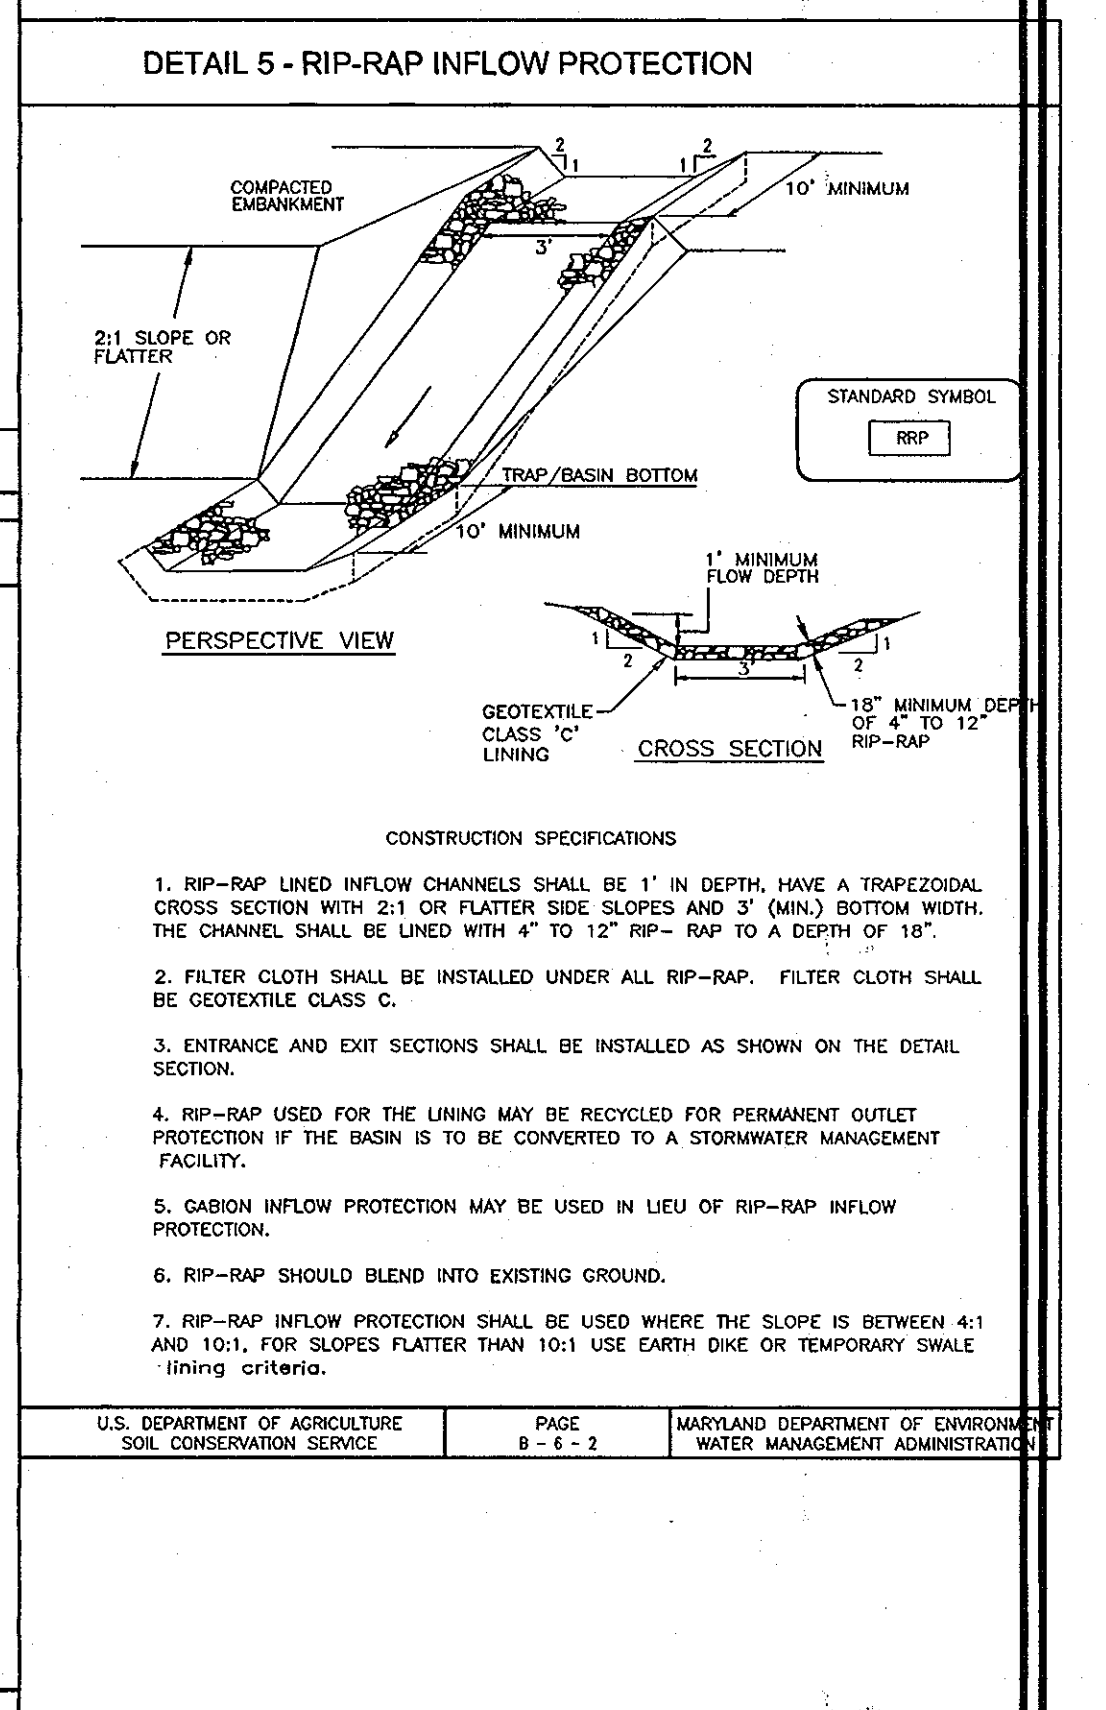 DETAIL 5 - RIP-RAP INFLOW PROTECTION
2
1
1
2
COMPACTED
EMBANKMENT
10' MINIMUM
3'
2:1 SLOPE OR
FLATTER
STANDARD SYMBOL
RRP
TRAP/BASIN BOTTOM
10' MINIMUM
1' MINIMUM
FLOW DEPTH
PERSPECTIVE VIEW
1
2
3'
1
2
GEOTEXTILE
CLASS 'C'
LINING
18" MINIMUM DEPTH
OF 4" TO 12"
RIP-RAP
CROSS SECTION
CONSTRUCTION SPECIFICATIONS
1. RIP-RAP LINED INFLOW CHANNELS SHALL BE 1' IN DEPTH, HAVE A TRAPEZOIDAL
CROSS SECTION WITH 2:1 OR FLATTER SIDE SLOPES AND 3' (MIN.) BOTTOM WIDTH.
THE CHANNEL SHALL BE LINED WITH 4" TO 12" RIP- RAP TO A DEPTH OF 18".
2. FILTER CLOTH SHALL BE INSTALLED UNDER ALL RIP-RAP. FILTER CLOTH SHALL
BE GEOTEXTILE CLASS C.
3. ENTRANCE AND EXIT SECTIONS SHALL BE INSTALLED AS SHOWN ON THE DETAIL
SECTION.
4. RIP-RAP USED FOR THE LINING MAY BE RECYCLED FOR PERMANENT OUTLET
PROTECTION IF THE BASIN IS TO BE CONVERTED TO A STORMWATER MANAGEMENT
FACILITY.
5. GABION INFLOW PROTECTION MAY BE USED IN LIEU OF RIP-RAP INFLOW
PROTECTION.
6. RIP-RAP SHOULD BLEND INTO EXISTING GROUND.
7. RIP-RAP INFLOW PROTECTION SHALL BE USED WHERE THE SLOPE IS BETWEEN 4:1
AND 10:1, FOR SLOPES FLATTER THAN 10:1 USE EARTH DIKE OR TEMPORARY SWALE
lining criteria.
U.S. DEPARTMENT OF AGRICULTURE
SOIL CONSERVATION SERVICE
PAGE
B - 6 - 2
MARYLAND DEPARTMENT OF ENVIRONMENT
WATER MANAGEMENT ADMINISTRATION